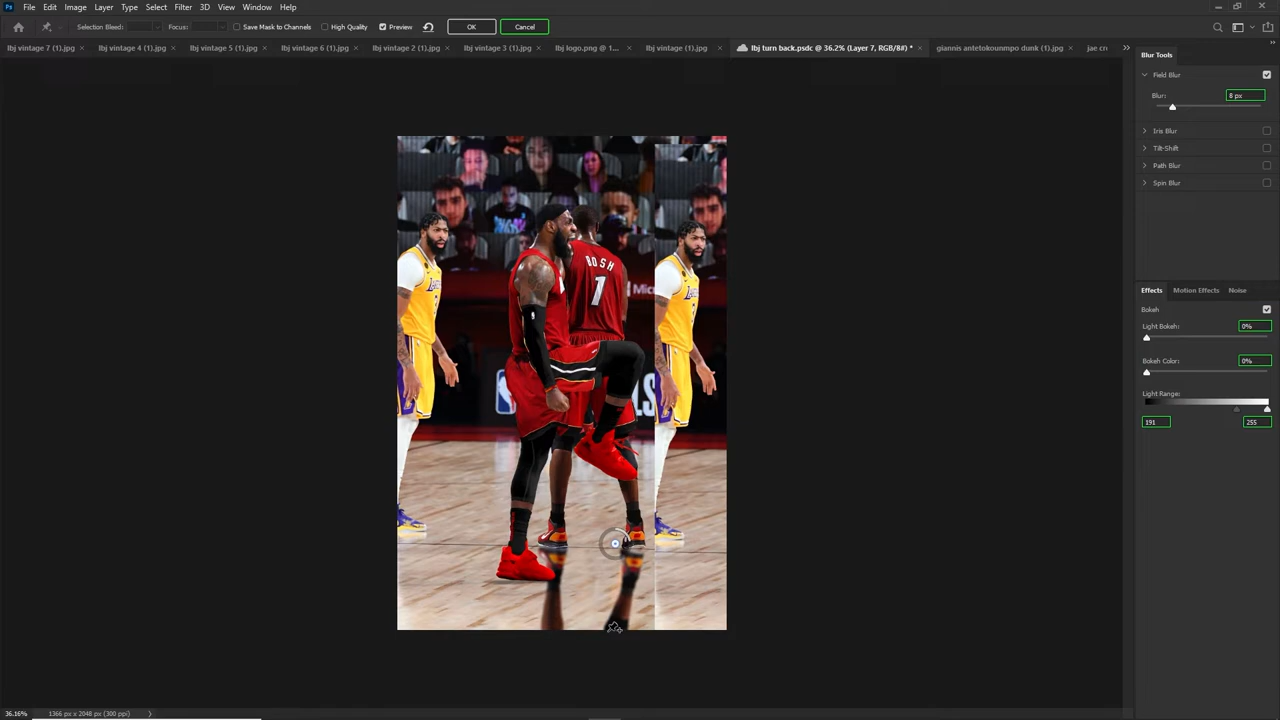 Ps File Edit Image Layer Type Select Filter 3D View Window Help
Selection Bleed: Focus: Save Mask to Channels High Quality Preview OK Cancel
lbj vintage 7 (1).jpg × lbj vintage 4 (1).jpg × lbj vintage 5 (1).jpg × lbj vintage 6 (1).jpg × lbj vintage 2 (1).jpg × lbj vintage 3 (1).jpg × lbj logo.png @ 1... × lbj vintage (1).jpg × lbj turn back.psdc @ 36.2% (Layer 7, RGB/8#) * × giannis antetokounmpo dunk (1).jpg × jae cr
Blur Tools
Field Blur
Blur: 8 px
Iris Blur
Tilt-Shift
Path Blur
Spin Blur
BOSH
1
Effects Motion Effects Noise
Bokeh
Light Bokeh: 0%
Bokeh Color: 0%
Light Range:
191 255
36.16% 1366 px x 2048 px (300 ppi)